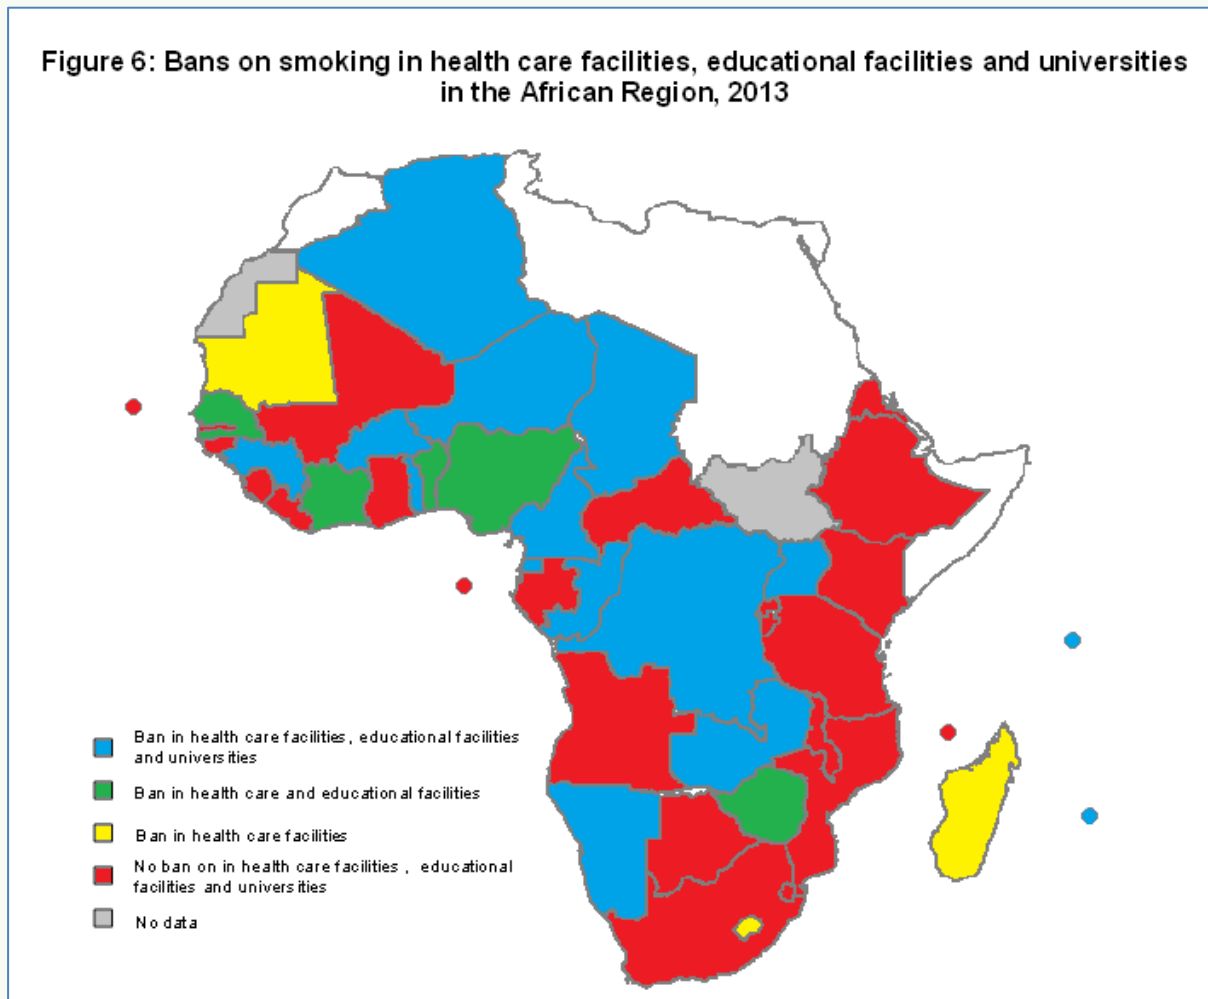 Figure 6: Bans on smoking in health care facilities, educational facilities and universities
in the African Region, 2013
Ban in health care facilities, educational facilities
and universities
Ban in health care and educational facilities
Ban in health care facilities
No ban on in health care facilities , educational
facilities and universities
No data